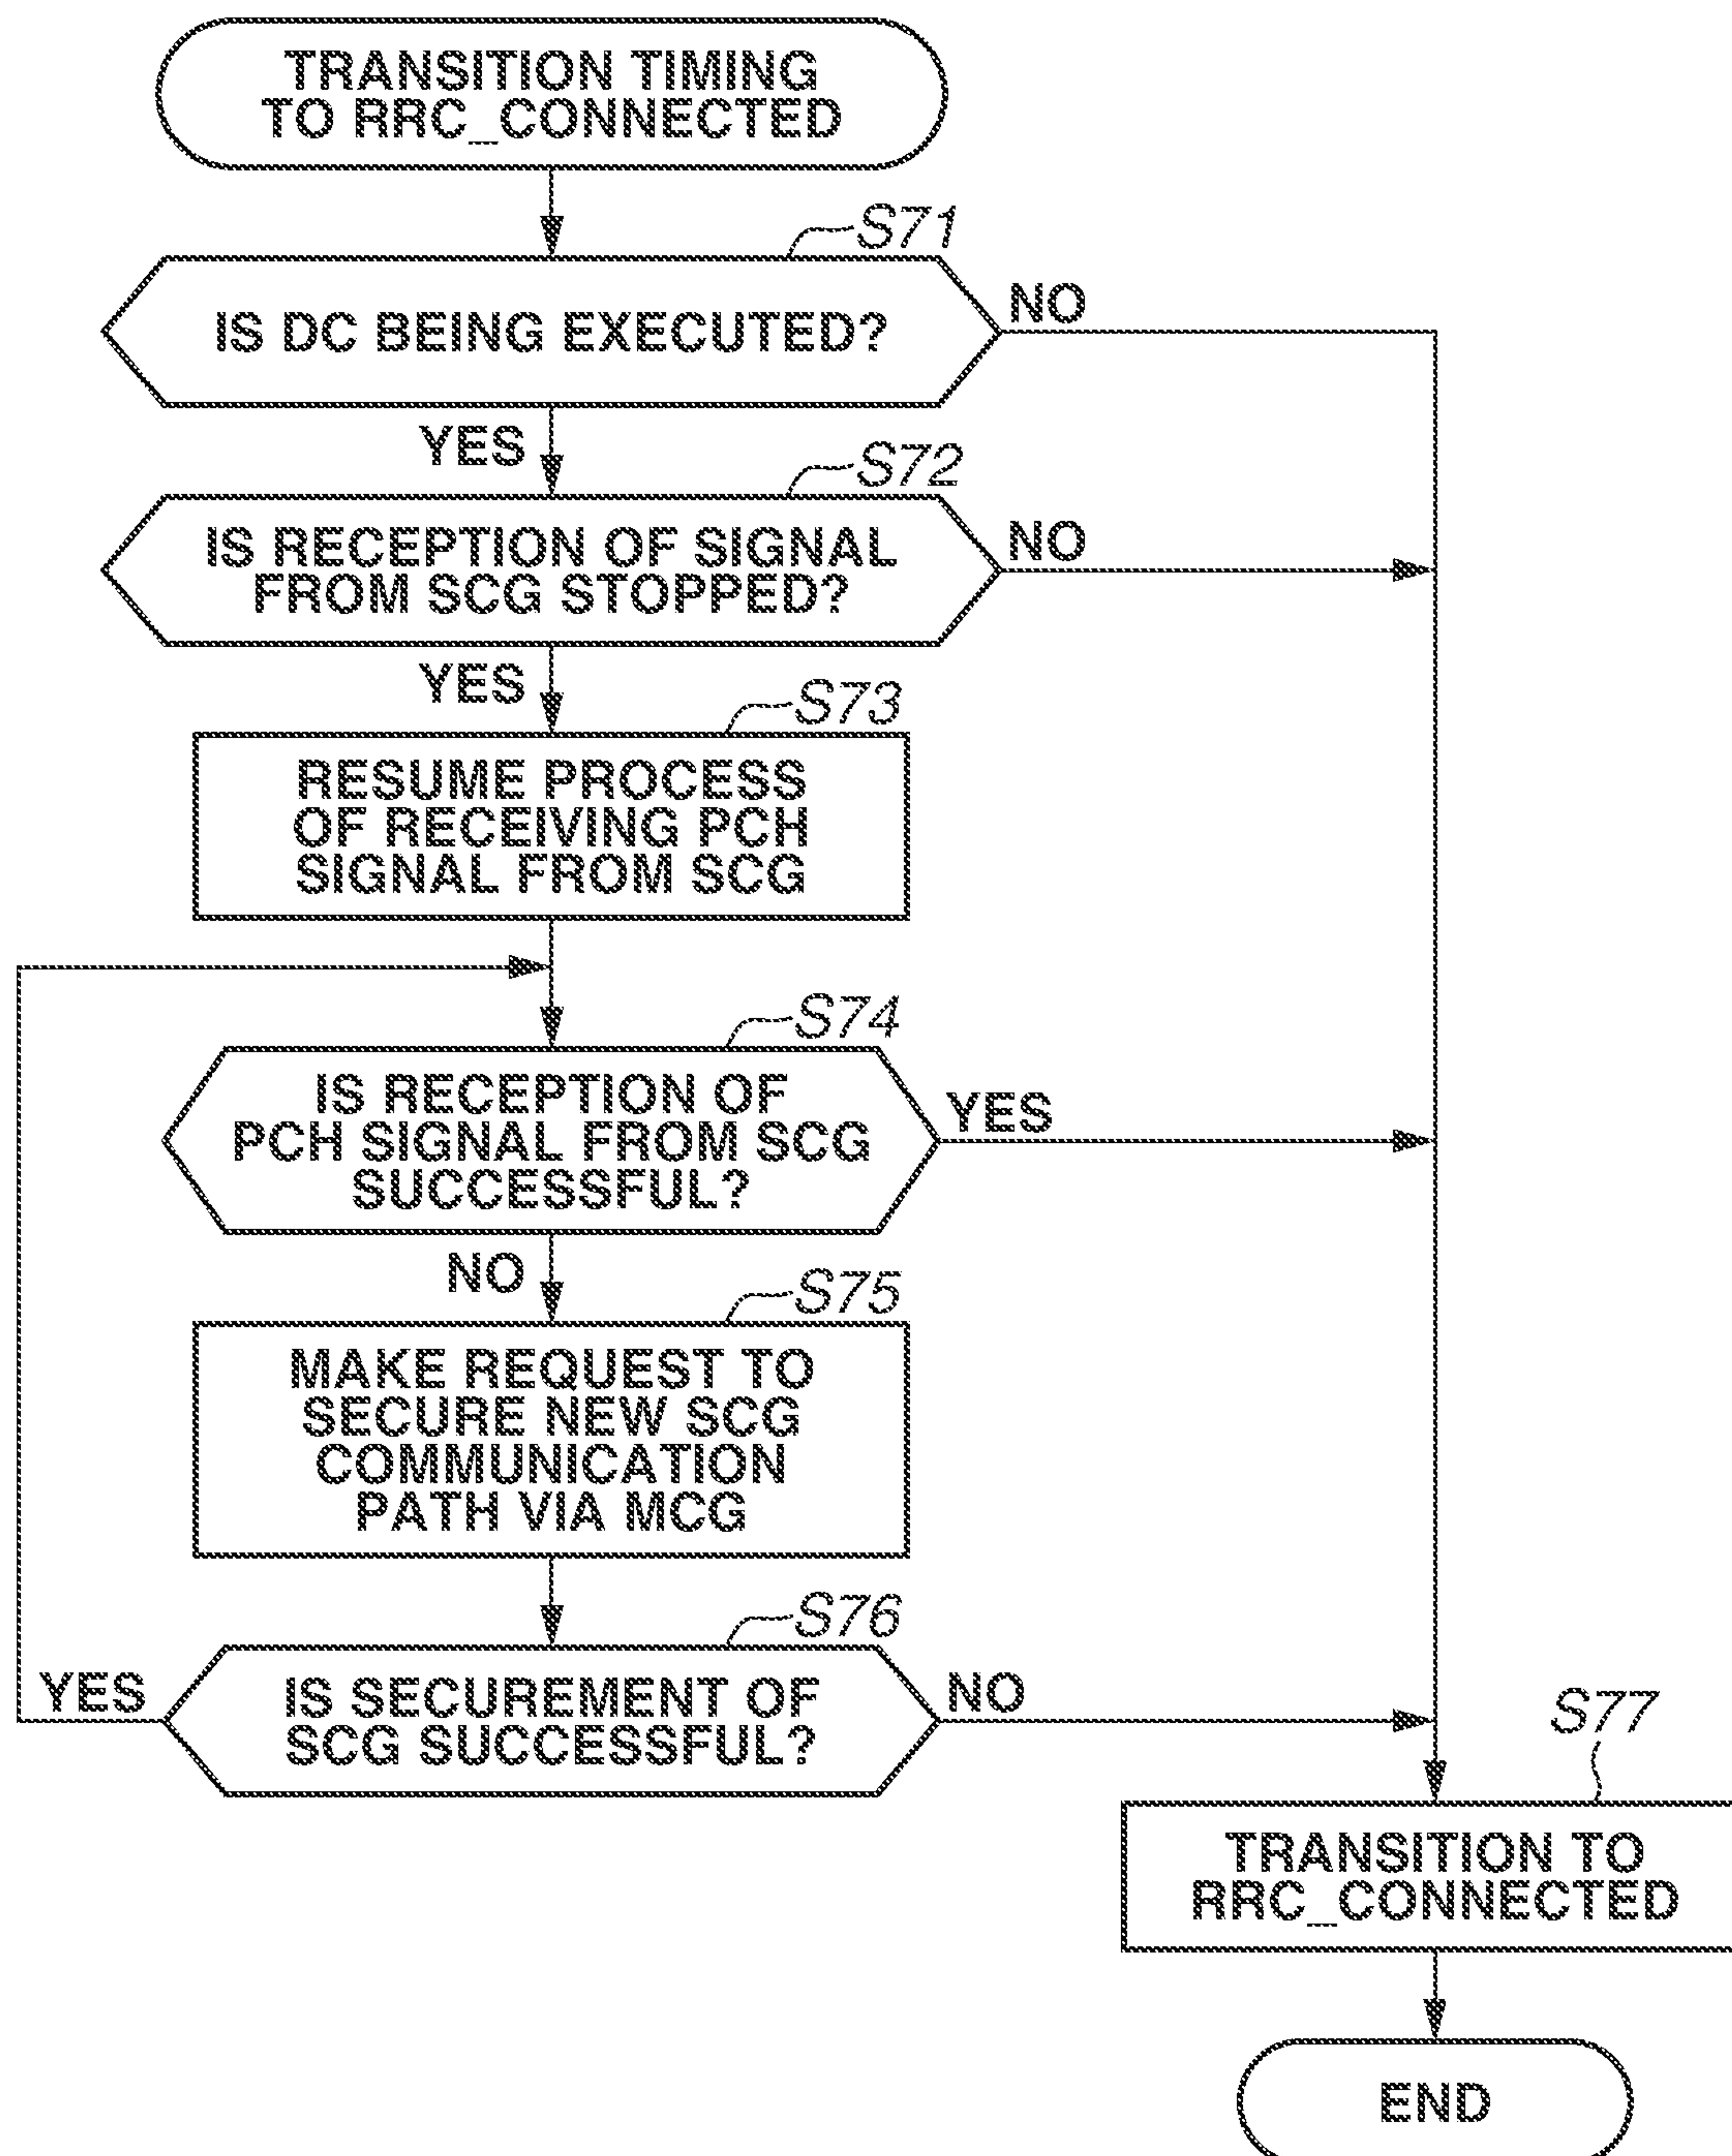 TRANSITION TIMING
TO RRC_CONNECTED
S71
IS DC BEING EXECUTED?
NO
YES
S72
IS RECEPTION OF SIGNAL
FROM SCG STOPPED?
NO
YES
S73
RESUME PROCESS
OF RECEIVING PCH
SIGNAL FROM SCG
S74
IS RECEPTION OF
PCH SIGNAL FROM SCG
SUCCESSFUL?
YES
NO
S75
MAKE REQUEST TO
SECURE NEW SCG
COMMUNICATION
PATH VIA MCG
S76
YES
IS SECUREMENT OF
SCG SUCCESSFUL?
NO
S77
TRANSITION TO
RRC_CONNECTED
END